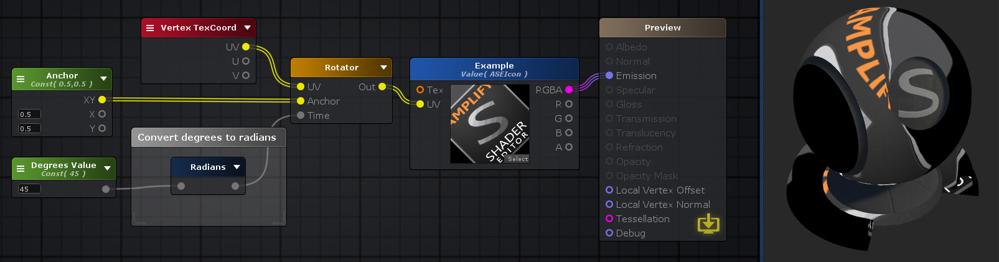 Vertex TexCoord
UV
U
V
Anchor
Const( 0.5,0.5 )
XY
0.5 X
0.5 Y
Degrees Value
Const( 45 )
45
Convert degrees to radians
Radians
Rotator
UV Out
Anchor
Time
Example
Value( ASEIcon )
Tex RGBA
UV R
G
B
A
AMPLIFY
S
SHADER
EDITOR
Select
Preview
Albedo
Normal
Emission
Specular
Gloss
Transmission
Translucency
Refraction
Opacity
Opacity Mask
Local Vertex Offset
Local Vertex Normal
Tessellation
Debug
AMPLIF
S